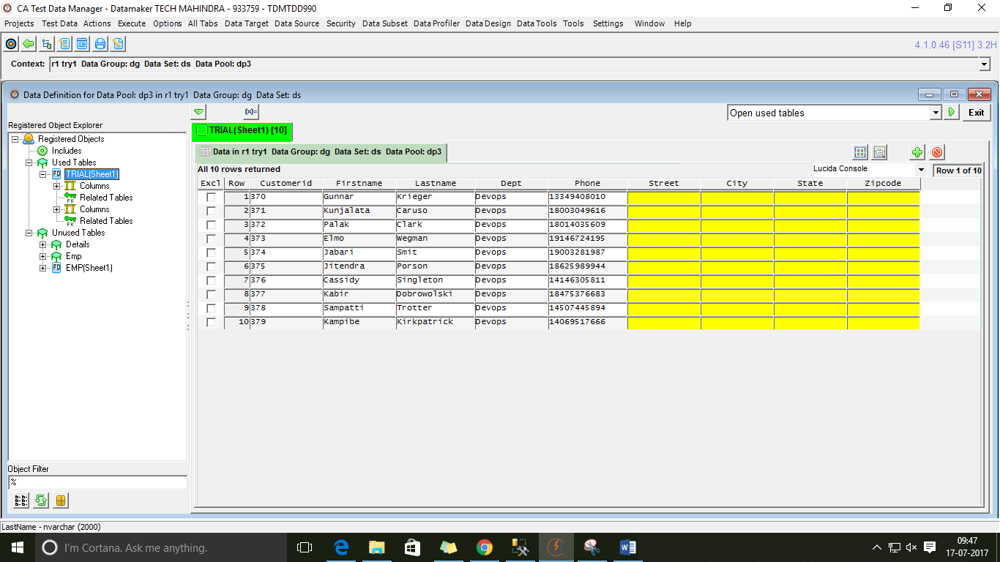 CA Test Data Manager - Datamaker TECH MAHINDRA - 933759 - TDMTDD990
Projects Test Data Actions Execute Options All Tabs Data Target Data Source Security Data Subset Data Profiler Data Design Data Tools Tools Settings Window Help
4.1.0.46 [S11] 3.2H
Context: r1 try1 Data Group: dg Data Set: ds Data Pool: dp3
Data Definition for Data Pool: dp3 in r1 try1 Data Group: dg Data Set: ds
(x)=
Open used tables
Exit
Registered Object Explorer
Registered Objects
Includes
Used Tables
FD TRIAL(Sheet1)
Columns
FK Related Tables
Columns
FK Related Tables
Unused Tables
Details
Emp
FD EMP(Sheet1)
Object Filter
%
TRIAL(Sheet1) [10]
Data in r1 try1 Data Group: dg Data Set: ds Data Pool: dp3
All 10 rows returned
Lucida Console
Row 1 of 10
Excl Row Customerid Firstname Lastname Dept Phone Street City State Zipcode
1 370 Gunnar Krieger Devops 13349408010
2 371 Kunjalata Caruso Devops 18003049616
3 372 Palak Clark Devops 18014035609
4 373 Elmo Wegman Devops 19146724195
5 374 Jabari Smit Devops 19003281987
6 375 Jitendra Porson Devops 18625989944
7 376 Cassidy Singleton Devops 14146305811
8 377 Kabir Dobrowolski Devops 18475376683
9 378 Sampatti Trotter Devops 14507445894
10 379 Kampibe Kirkpatrick Devops 14069517666
LastName - nvarchar (2000)
I'm Cortana. Ask me anything.
09:47
17-07-2017